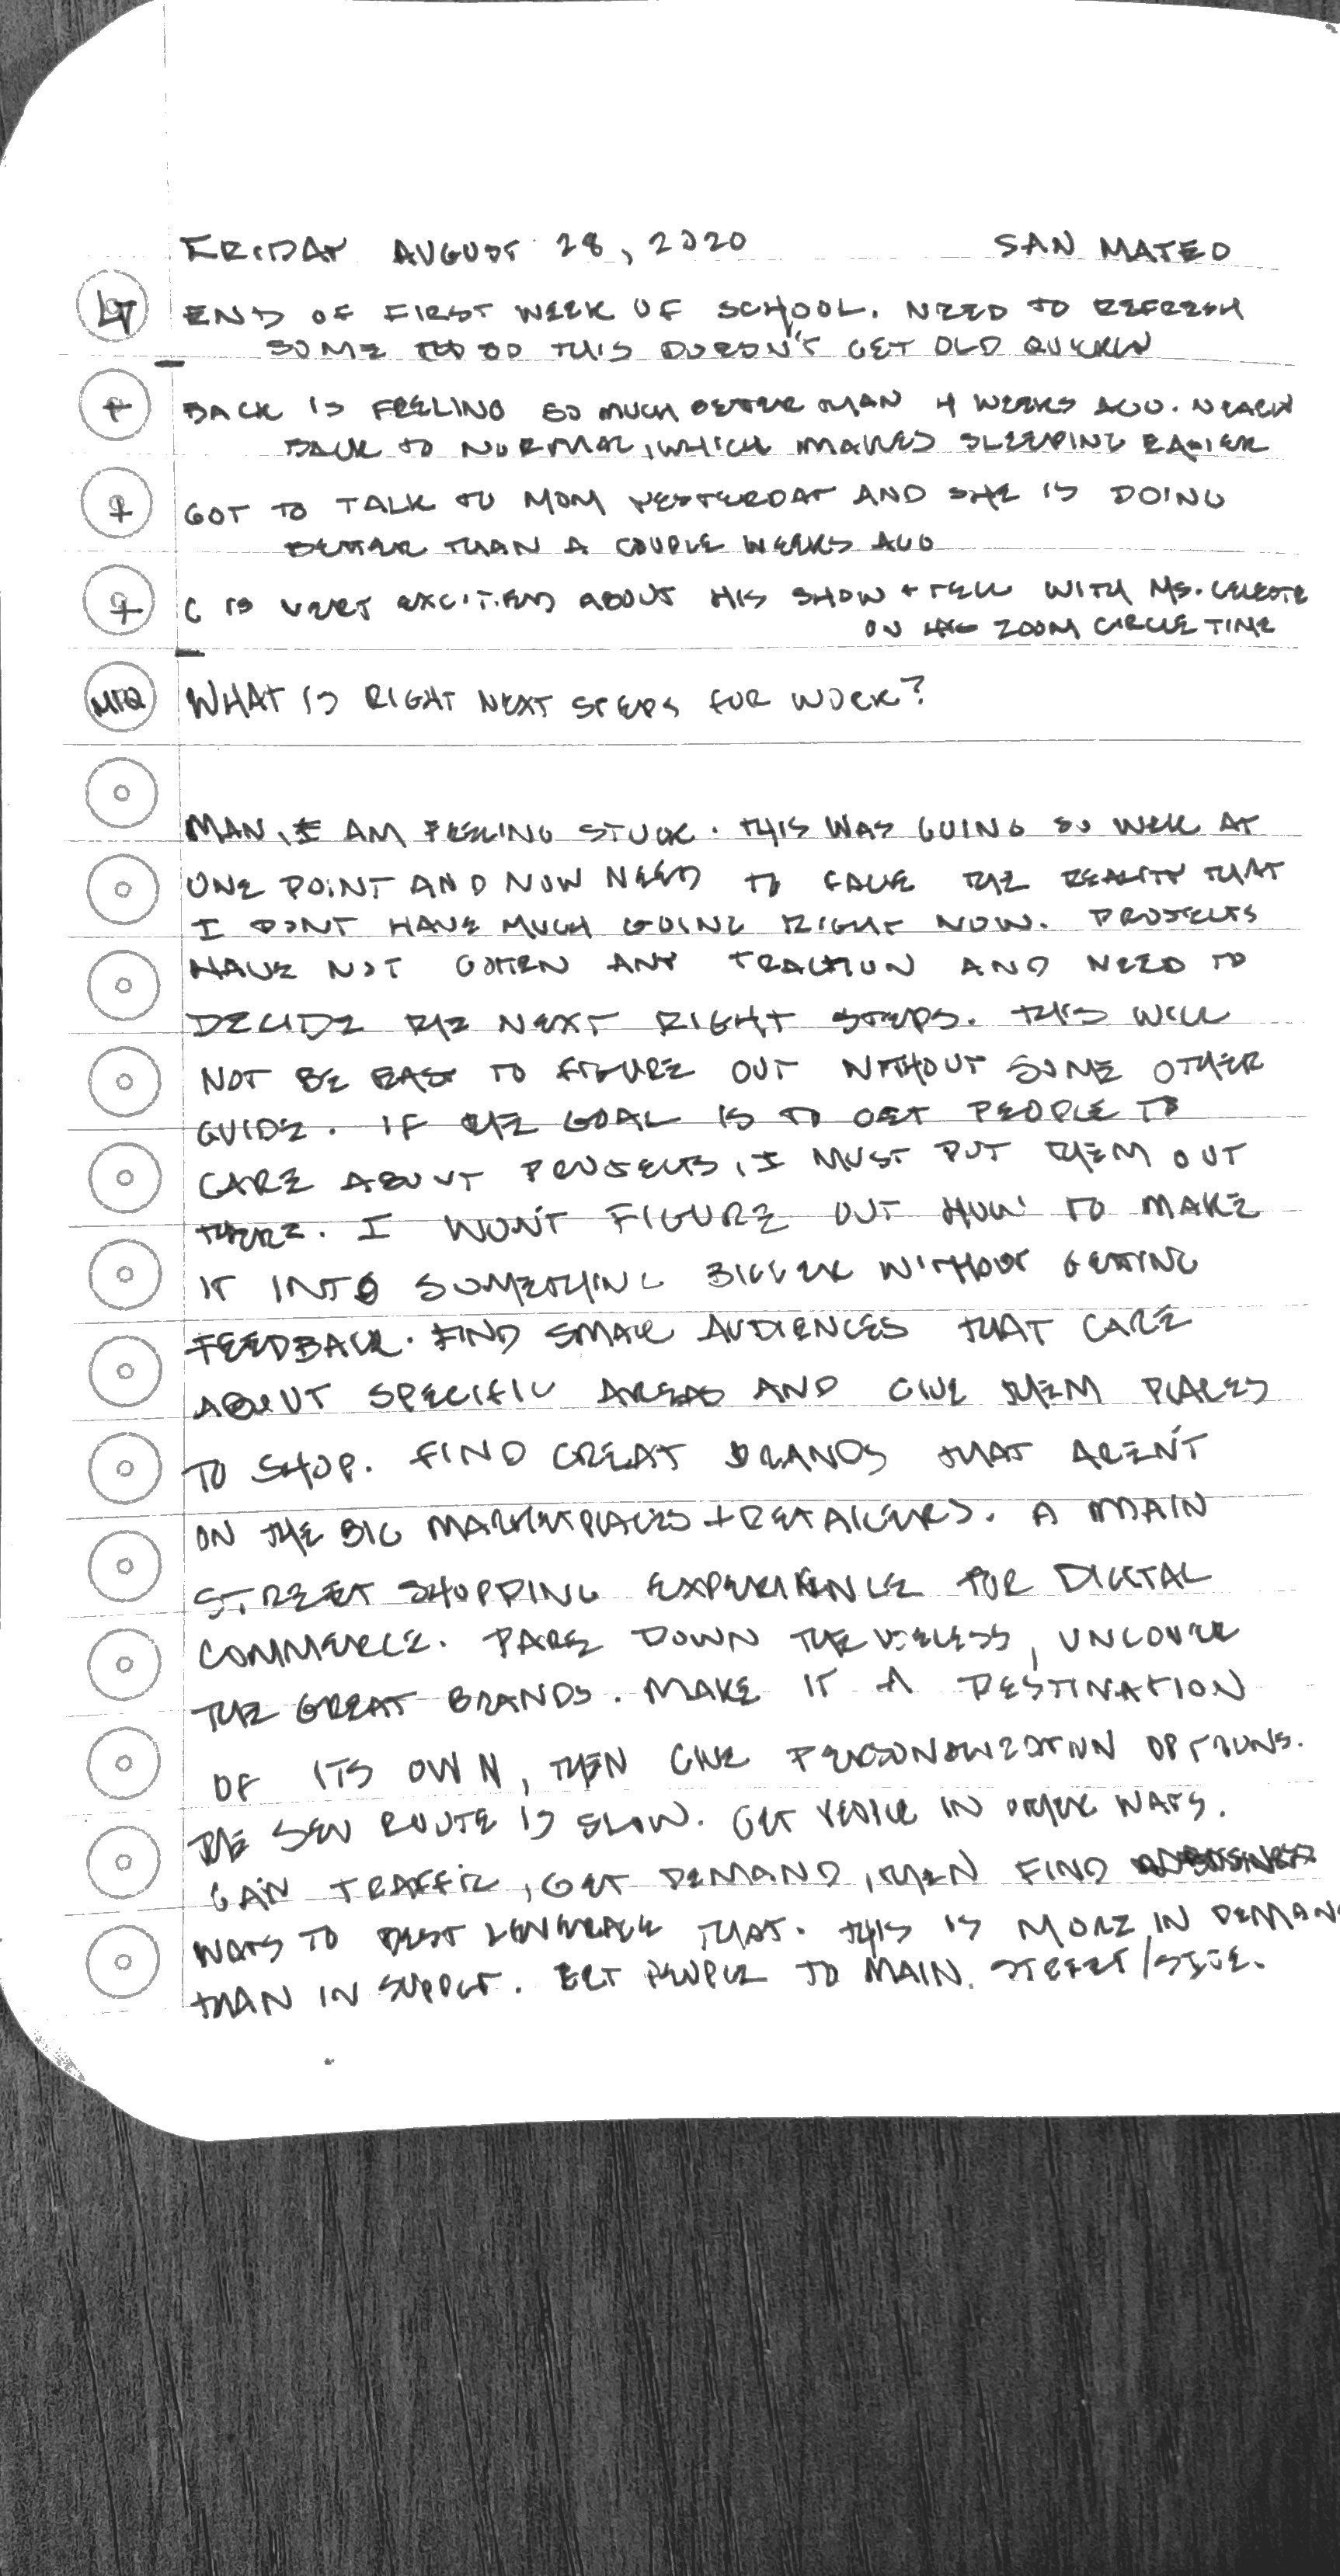 FRIDAY AUGUST 28, 2020 SAN MATEO
LT END OF FIRST WEEK OF SCHOOL. NEED TO REFRESH
SOME SO THIS DOESN'T GET OLD QUICKLY
+ BACK IS FEELING SO MUCH BETTER THAN 4 WEEKS AGO. NEARLY
BACK TO NORMAL, WHICH MAKES SLEEPING EASIER
+ GOT TO TALK TO MOM YESTERDAY AND SHE IS DOING
BETTER THAN A COUPLE WEEKS AGO
+ C IS VERY EXCITED ABOUT HIS SHOW + TELL WITH MS. CELESTE
ON HIS ZOOM CIRCLE TIME
MIQ WHAT IS RIGHT NEXT STEPS FOR WORK?
MAN, I AM FEELING STUCK. THIS WAS GOING SO WELL AT
ONE POINT AND NOW NEED TO FACE THE REALITY THAT
I DON'T HAVE MUCH GOING RIGHT NOW. PROJECTS
HAVE NOT GOTTEN ANY TRACTION AND NEED TO
DECIDE THE NEXT RIGHT STEPS. THIS WILL
NOT BE EASY TO FIGURE OUT WITHOUT SOME OTHER
GUIDE. IF THE GOAL IS TO GET PEOPLE TO
CARE ABOUT PROJECTS, I MUST PUT THEM OUT
THERE. I WON'T FIGURE OUT HOW TO MAKE
IT INTO SOMETHING BIGGER WITHOUT GETTING
FEEDBACK. FIND SMALL AUDIENCES THAT CARE
ABOUT SPECIFIC AREAS AND GIVE THEM PLACES
TO SHOP. FIND GREAT BRANDS THAT AREN'T
ON THE BIG MARKETPLACES + RETAILERS. A MAIN
STREET SHOPPING EXPERIENCE FOR DIGITAL
COMMERCE. PARE DOWN THE USELESS, UNCOVER
THE GREAT BRANDS. MAKE IT A DESTINATION
OF ITS OWN, THEN GIVE PERSONALIZATION OPTIONS.
THE SEO ROUTE IS SLOW. GET PEOPLE IN OTHER WAYS.
GAIN TRAFFIC, GET DEMAND, THEN FIND
WAYS TO BEST LEVERAGE THAT. THIS IS MORE IN DEMAND
THAN IN SUPPLY. GET PEOPLE TO MAIN STREET/SITE.